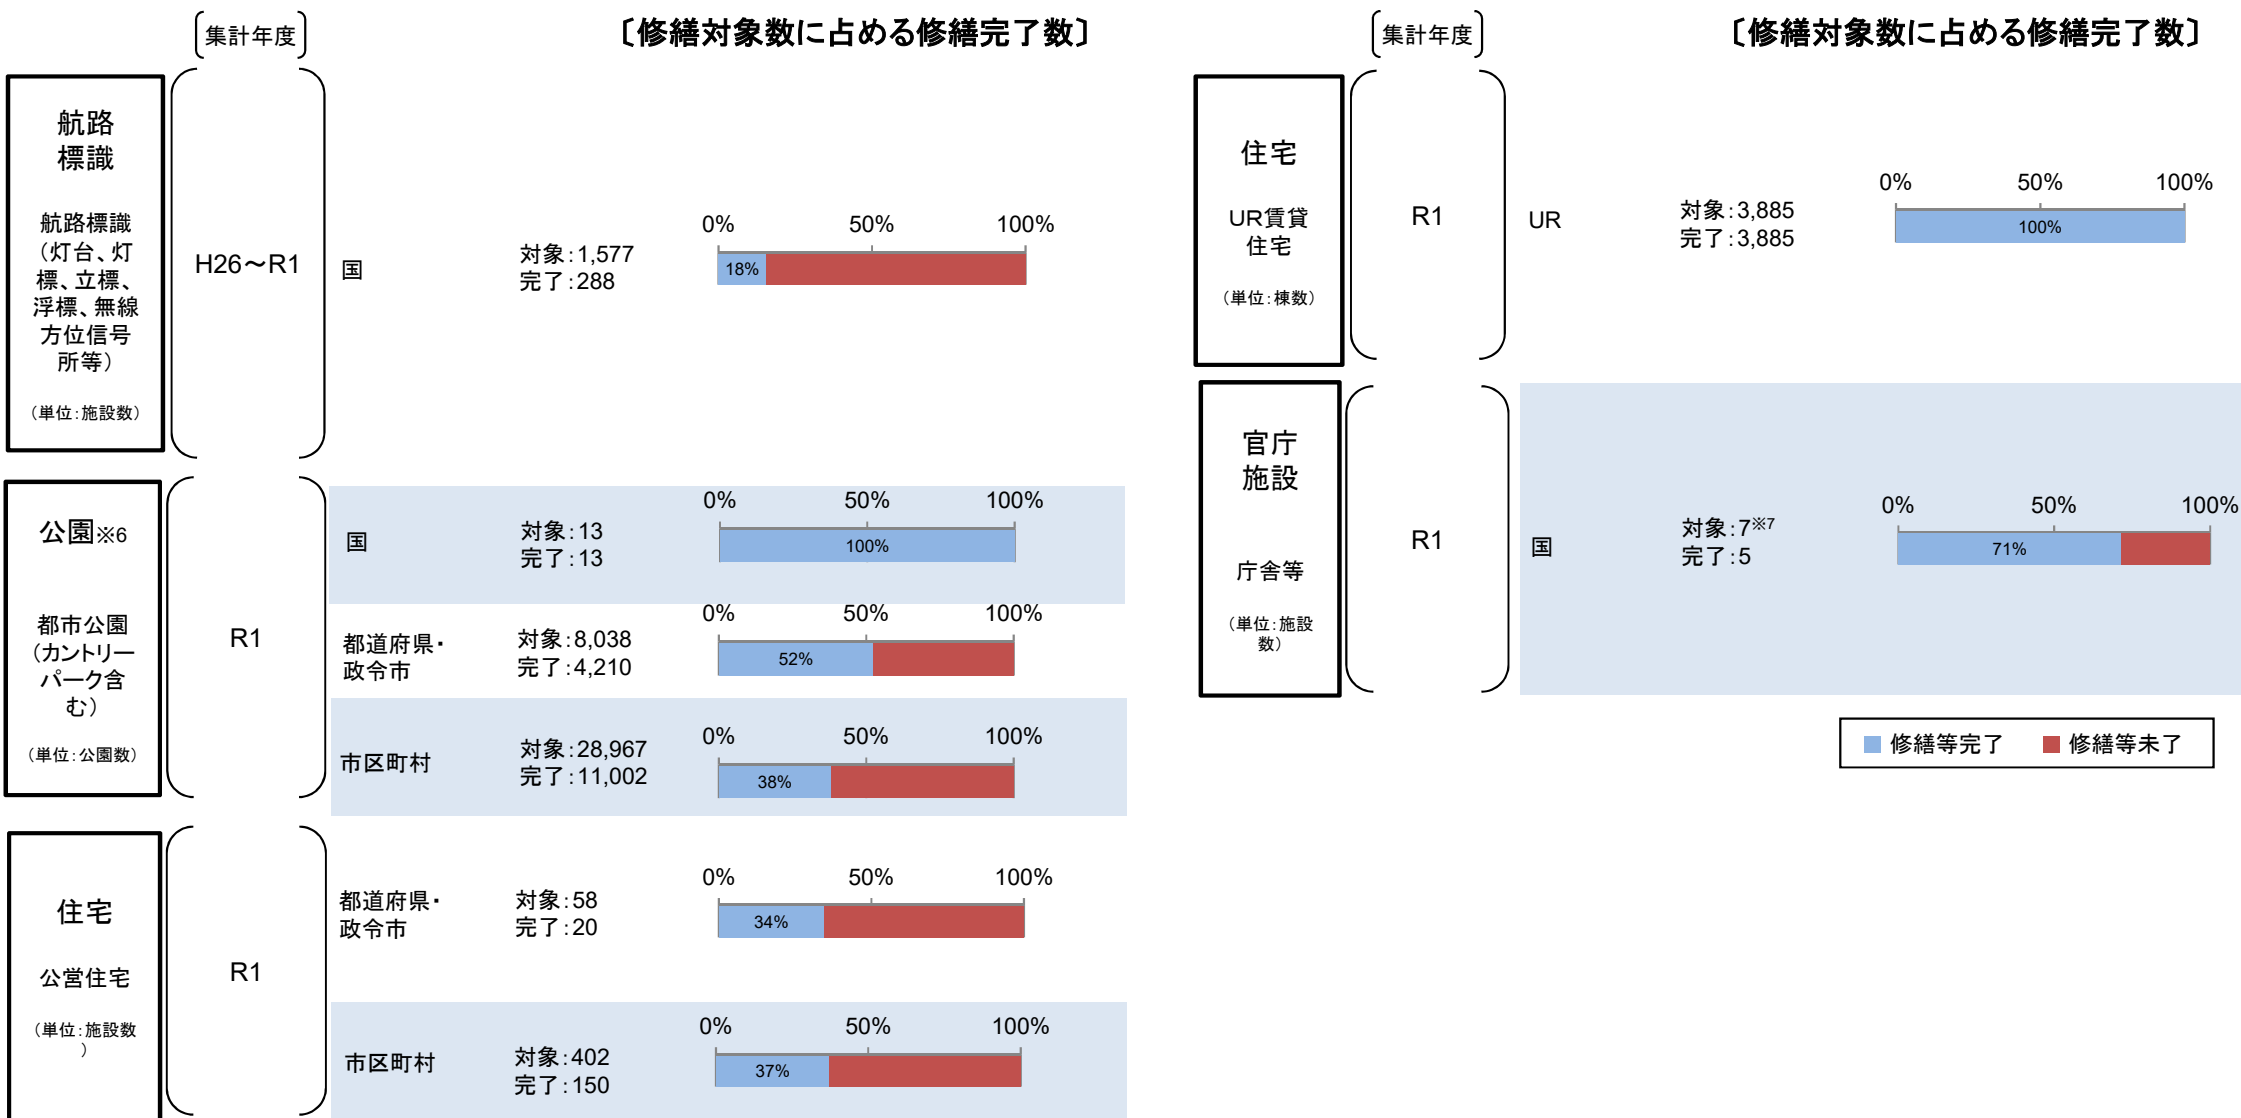 集計年度
〔修繕対象数に占める修繕完了数〕
航路
標識
航路標識
（灯台、灯
標、立標、
浮標、無線
方位信号
所等）
（単位：施設数）
H26～R1
国
対象：1,577
完了：288
0% 50% 100%
18%
公園※6
都市公園
（カントリー
パーク含
む）
（単位：公園数）
R1
国
対象：13
完了：13
0% 50% 100%
100%
都道府県・
政令市
対象：8,038
完了：4,210
0% 50% 100%
52%
市区町村
対象：28,967
完了：11,002
0% 50% 100%
38%
住宅
公営住宅
（単位：施設数
）
R1
都道府県・
政令市
対象：58
完了：20
0% 50% 100%
34%
市区町村
対象：402
完了：150
0% 50% 100%
37%
集計年度
〔修繕対象数に占める修繕完了数〕
住宅
UR賃貸
住宅
（単位：棟数）
R1
UR
対象：3,885
完了：3,885
0% 50% 100%
100%
官庁
施設
庁舎等
（単位：施設
数）
R1
国
対象：7※7
完了：5
0% 50% 100%
71%
修繕等完了 修繕等未了